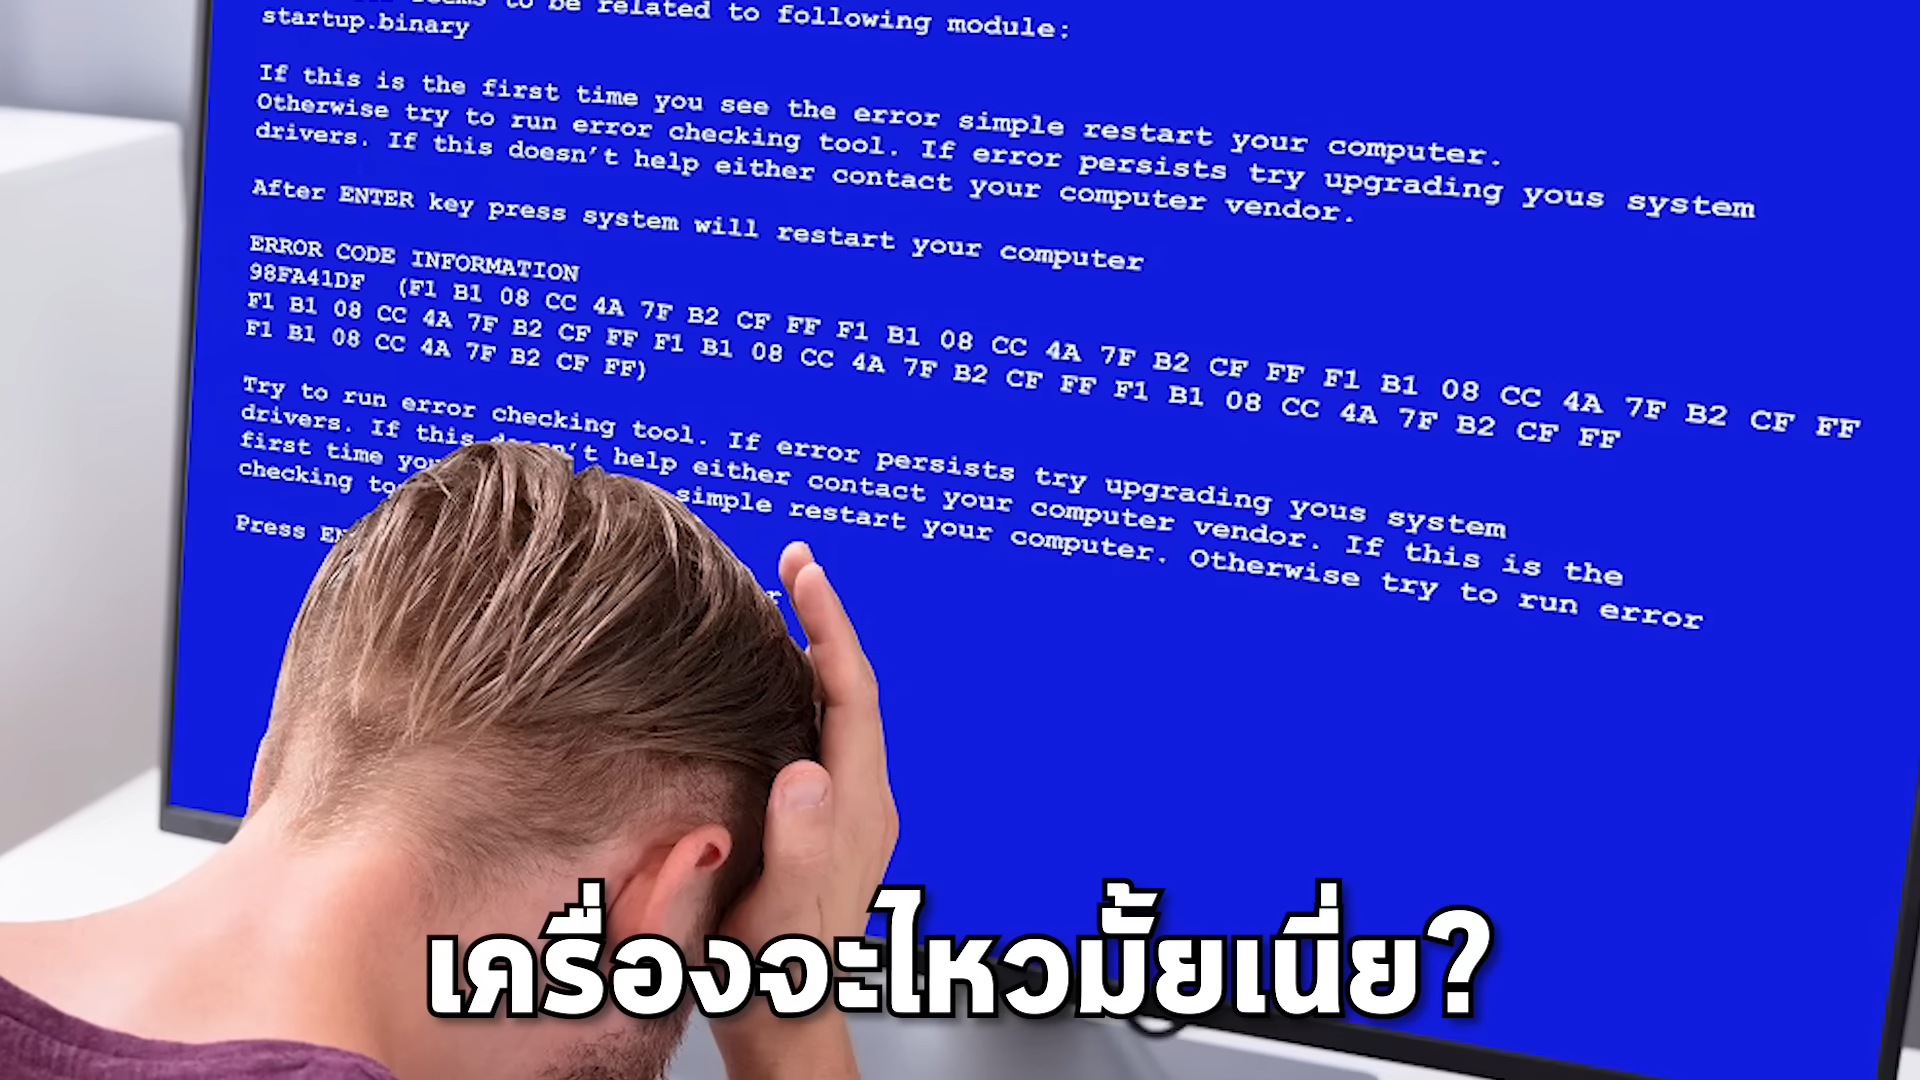 to be related to following module:
startup.binary
If this is the first time you see the error simple restart your computer.
Otherwise try to run error checking tool. If error persists try upgrading yous system
drivers. If this doesn't help either contact your computer vendor.
After ENTER key press system will restart your computer
ERROR CODE INFORMATION
98FA41DF (F1 B1 08 CC 4A 7F B2 CF FF F1 B1 08 CC 4A 7F B2 CF FF F1 B1 08 CC 4A 7F B2 CF FF
F1 B1 08 CC 4A 7F B2 CF FF F1 B1 08 CC 4A 7F B2 CF FF F1 B1 08 CC 4A 7F B2 CF FF
F1 B1 08 CC 4A 7F B2 CF FF)
Try to run error checking tool. If error persists try upgrading yous system
drivers. If this doesn't help either contact your computer vendor. If this is the
first time you simple restart your computer. Otherwise try to run error
checking
Press
เครื่องจะไหวมั้ยเนี่ย?